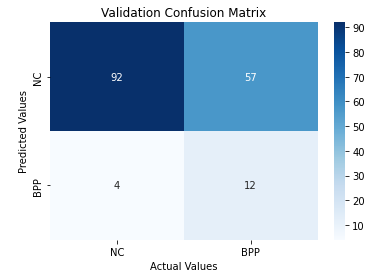 Validation Confusion Matrix
Predicted Values
NC
BPP
92
57
4
12
NC
BPP
Actual Values
90
80
70
60
50
40
30
20
10